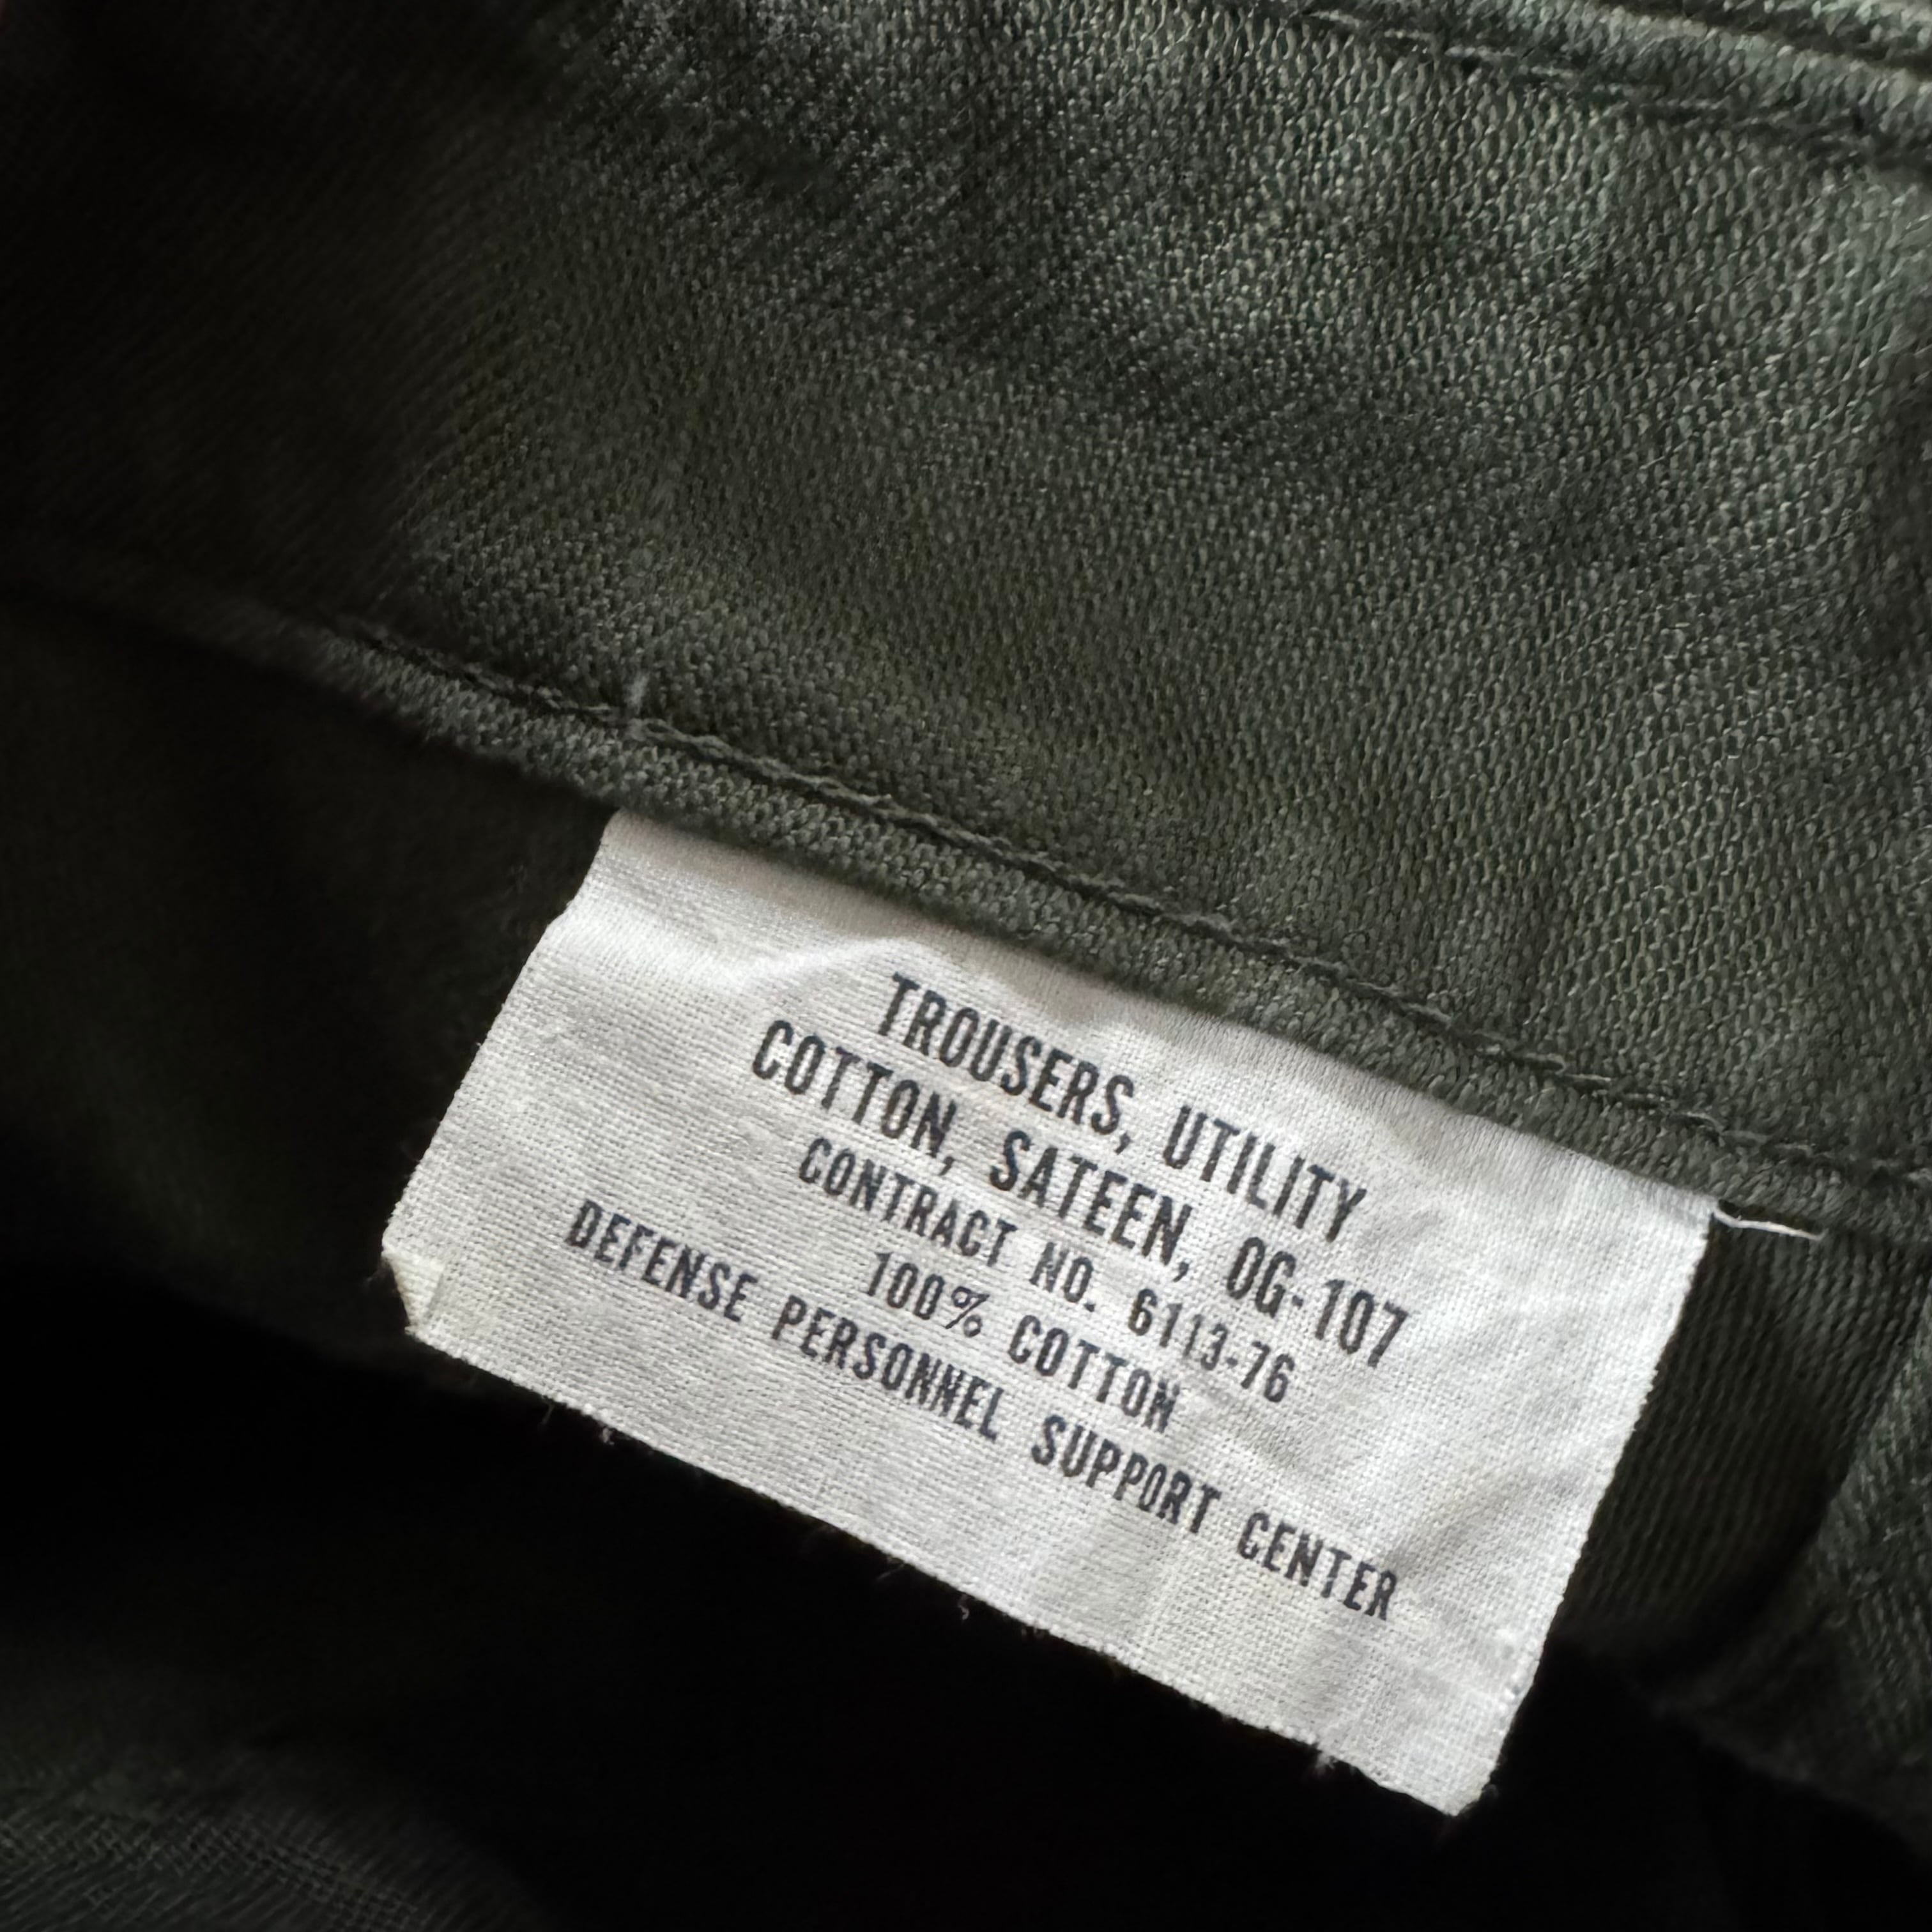 TROUSERS, UTILITY
COTTON, SATEEN, OG-107
CONTRACT NO. 6113-76
100% COTTON
DEFENSE PERSONNEL SUPPORT CENTER